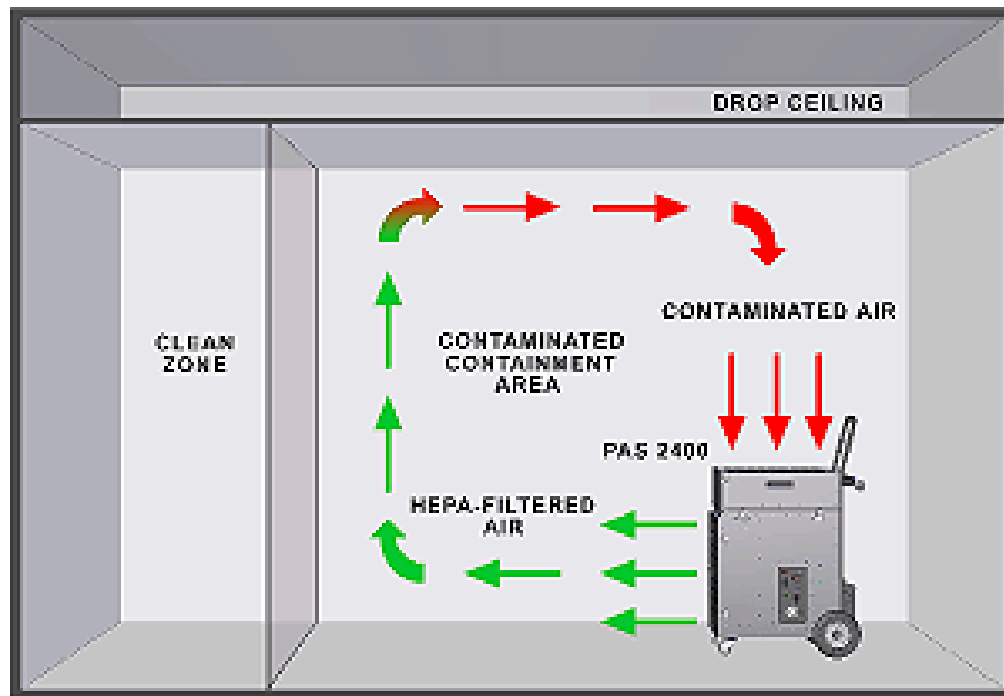 DROP CEILING
CONTAMINATED AIR
CLEAN
ZONE
CONTAMINATED
CONTAINMENT
AREA
PAS 2400
HEPA-FILTERED
AIR